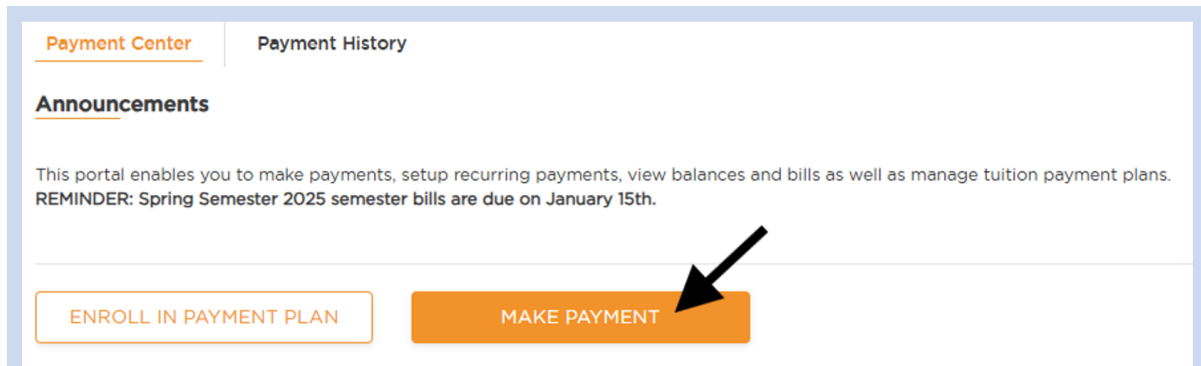 Payment Center
Payment History
Announcements
This portal enables you to make payments, setup recurring payments, view balances and bills as well as manage tuition payment plans.
REMINDER: Spring Semester 2025 semester bills are due on January 15th.
ENROLL IN PAYMENT PLAN
MAKE PAYMENT